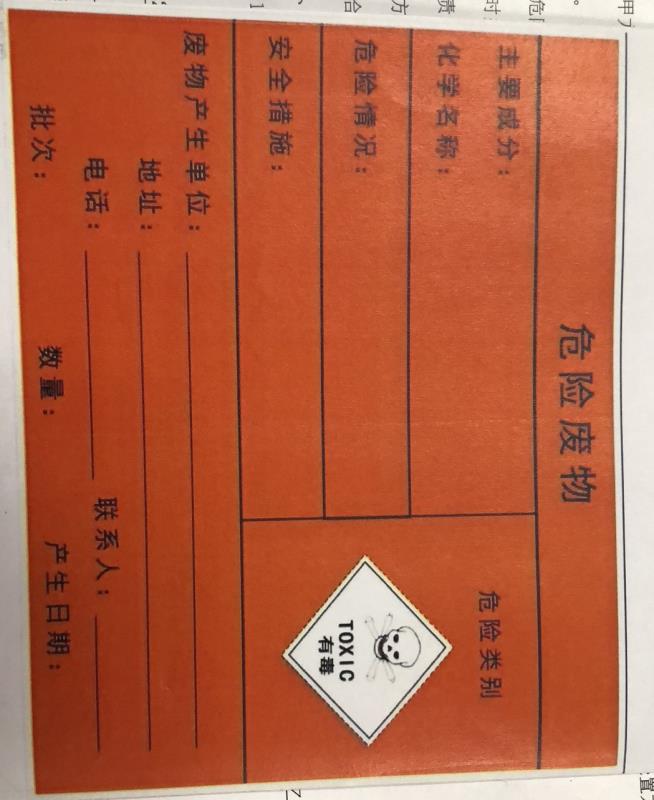 危险废物
主要成分:
化学名称:
危险类别
危险情况:
安全措施:
TOXIC
有毒
废物产生单位:
地址:
电话: 联系人:
批次: 数量: 产生日期: